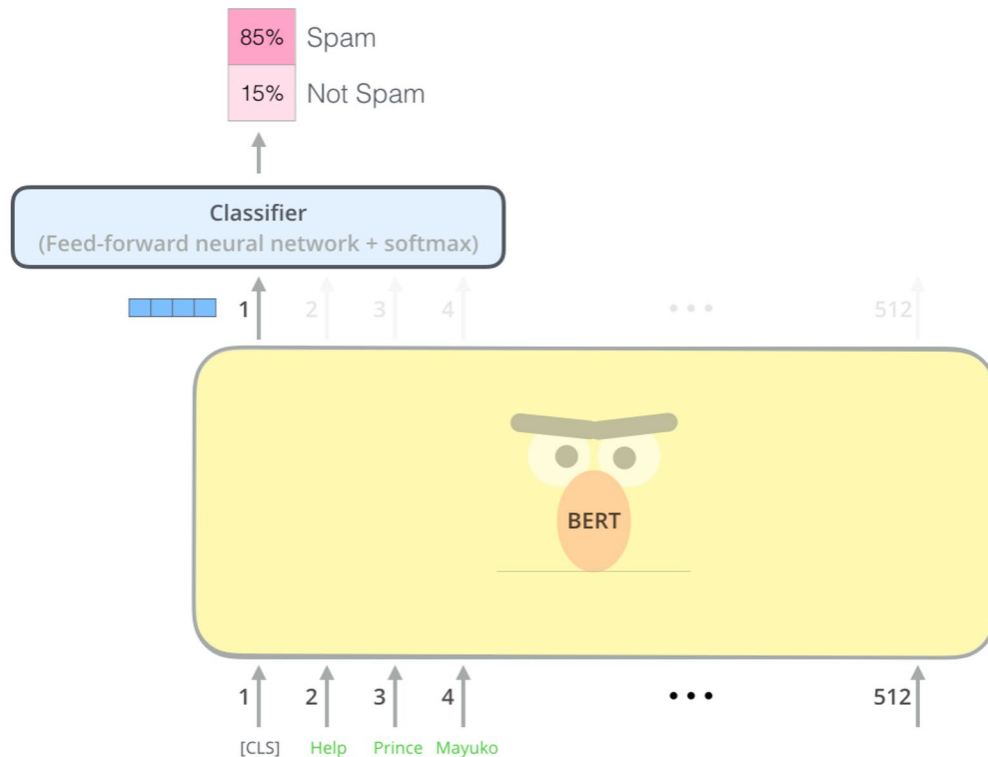 85% Spam
15% Not Spam
Classifier
(Feed-forward neural network + softmax)
1 2 3 4 ••• 512
BERT
1 2 3 4 ••• 512
[CLS] Help Prince Mayuko